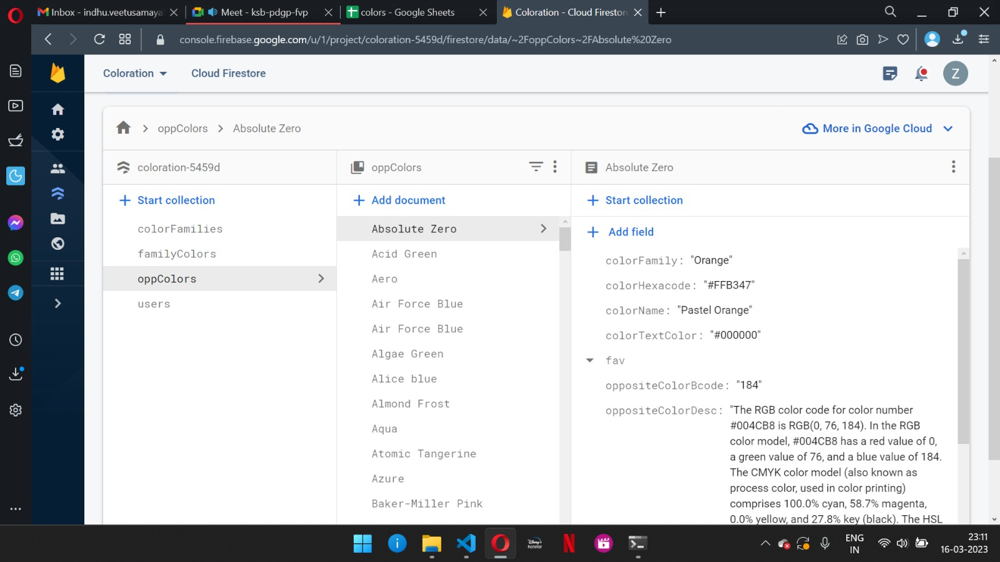 Inbox - indhu.veetusamaya
Meet - ksb-pdgp-fvp
colors - Google Sheets
Coloration - Cloud Firestor
console.firebase.google.com/u/1/project/coloration-5459d/firestore/data/~2FoppColors~2FAbsolute%20Zero
Coloration
Cloud Firestore
Z
oppColors
Absolute Zero
More in Google Cloud
coloration-5459d
oppColors
Absolute Zero
Start collection
Add document
Start collection
colorFamilies
familyColors
oppColors
users
Absolute Zero
Acid Green
Aero
Air Force Blue
Air Force Blue
Algae Green
Alice blue
Almond Frost
Aqua
Atomic Tangerine
Azure
Baker-Miller Pink
Add field
colorFamily: "Orange"
colorHexacode: "#FFB347"
colorName: "Pastel Orange"
colorTextColor: "#000000"
fav
oppositeColorBcode: "184"
oppositeColorDesc: "The RGB color code for color number
#004CB8 is RGB(0, 76, 184). In the RGB
color model, #004CB8 has a red value of 0,
a green value of 76, and a blue value of 184.
The CMYK color model (also known as
process color, used in color printing)
comprises 100.0% cyan, 58.7% magenta,
0.0% yellow, and 27.8% key (black). The HSL
Disney+
hotstar
N
ENG
IN
23:11
16-03-2023